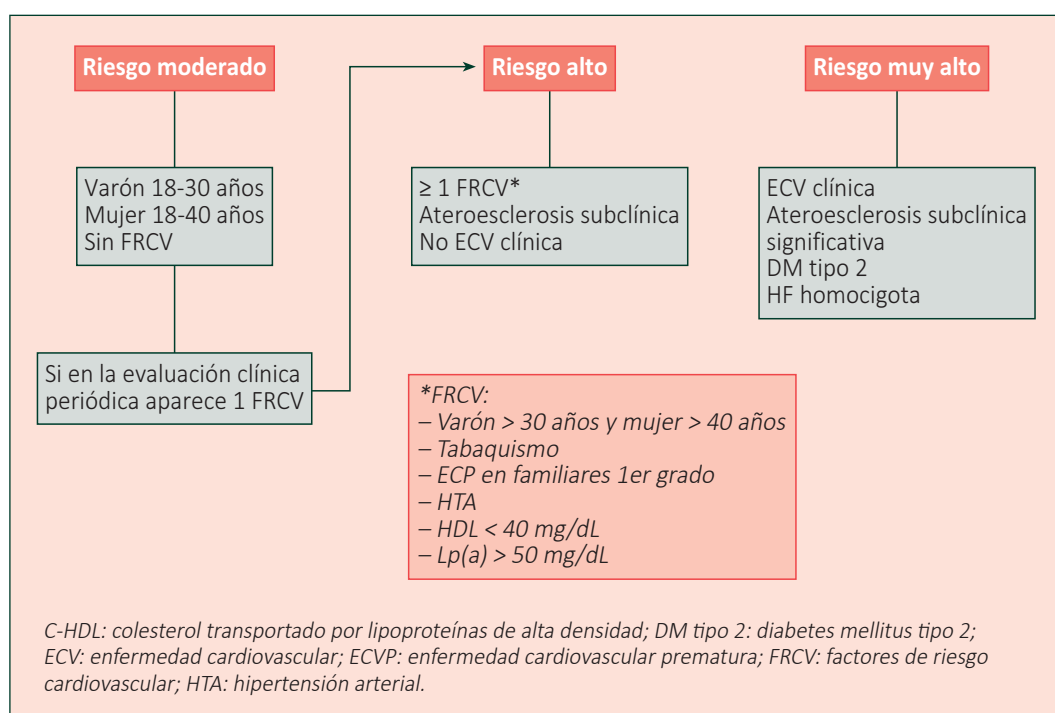 Riesgo moderado
Varón 18-30 años
Mujer 18-40 años
Sin FRCV
Si en la evaluación clínica
periódica aparece 1 FRCV
Riesgo alto
≥ 1 FRCV*
Ateroesclerosis subclínica
No ECV clínica
Riesgo muy alto
ECV clínica
Ateroesclerosis subclínica
significativa
DM tipo 2
HF homocigota
*FRCV:
– Varón > 30 años y mujer > 40 años
– Tabaquismo
– ECP en familiares 1er grado
– HTA
– HDL < 40 mg/dL
– Lp(a) > 50 mg/dL
C-HDL: colesterol transportado por lipoproteínas de alta densidad; DM tipo 2: diabetes mellitus tipo 2;
ECV: enfermedad cardiovascular; ECVP: enfermedad cardiovascular prematura; FRCV: factores de riesgo
cardiovascular; HTA: hipertensión arterial.